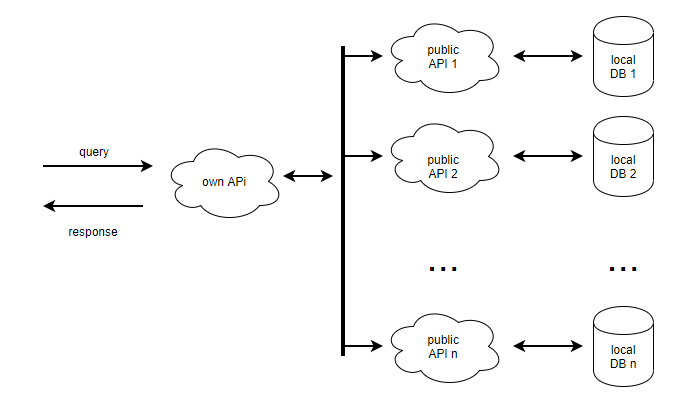 public
API 1
local
DB 1
query
own APi
response
public
API 2
local
DB 2
...
...
public
API n
local
DB n